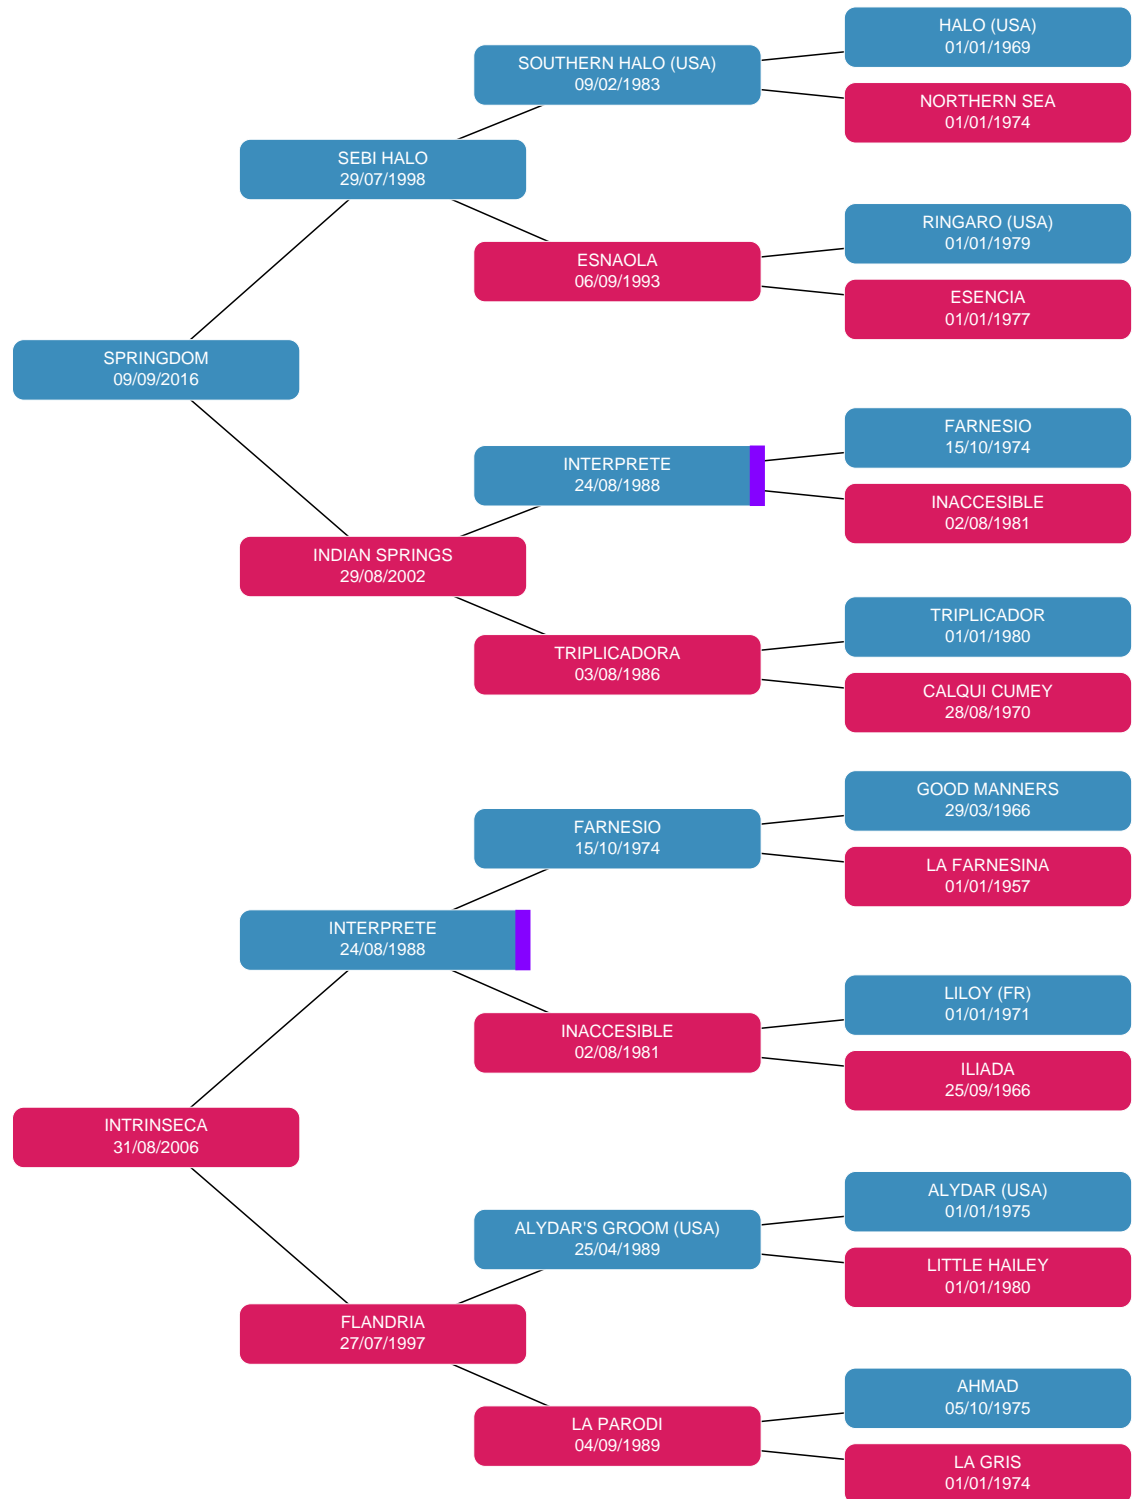 HALO (USA)
01/01/1969
SOUTHERN HALO (USA)
09/02/1983
NORTHERN SEA
01/01/1974
SEBI HALO
29/07/1998
RINGARO (USA)
01/01/1979
ESNAOLA
06/09/1993
ESENCIA
01/01/1977
SPRINGDOM
09/09/2016
FARNESIO
15/10/1974
INTERPRETE
24/08/1988
INACCESIBLE
02/08/1981
INDIAN SPRINGS
29/08/2002
TRIPLICADOR
01/01/1980
TRIPLICADORA
03/08/1986
CALQUI CUMEY
28/08/1970
GOOD MANNERS
29/03/1966
FARNESIO
15/10/1974
LA FARNESINA
01/01/1957
INTERPRETE
24/08/1988
LILOY (FR)
01/01/1971
INACCESIBLE
02/08/1981
ILIADA
25/09/1966
INTRINSECA
31/08/2006
ALYDAR (USA)
01/01/1975
ALYDAR'S GROOM (USA)
25/04/1989
LITTLE HAILEY
01/01/1980
FLANDRIA
27/07/1997
AHMAD
05/10/1975
LA PARODI
04/09/1989
LA GRIS
01/01/1974